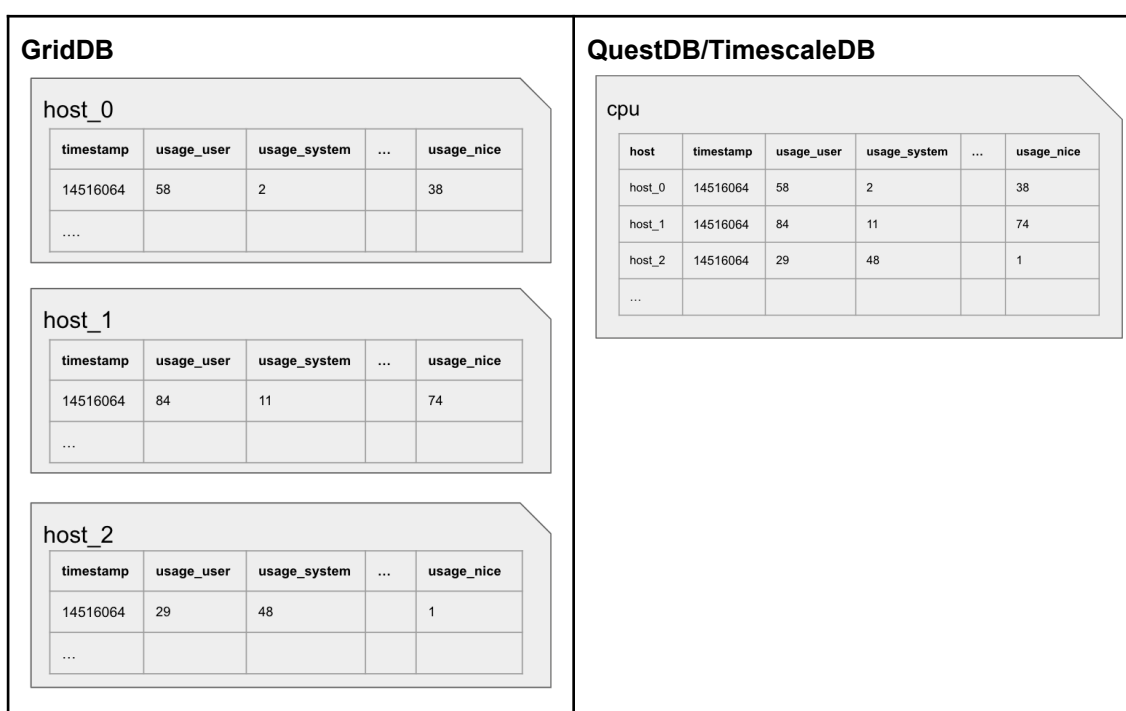 GridDB
host_0
timestamp usage_user usage_system … usage_nice
14516064 58 2 38
….
host_1
timestamp usage_user usage_system … usage_nice
14516064 84 11 74
…
host_2
timestamp usage_user usage_system … usage_nice
14516064 29 48 1
…
QuestDB/TimescaleDB
cpu
host timestamp usage_user usage_system … usage_nice
host_0 14516064 58 2 38
host_1 14516064 84 11 74
host_2 14516064 29 48 1
…